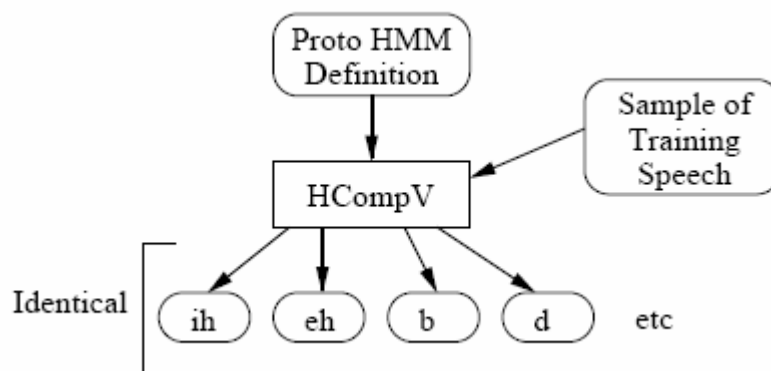 Proto HMM
Definition
Sample of
Training
Speech
HCompV
Identical
ih eh b d etc